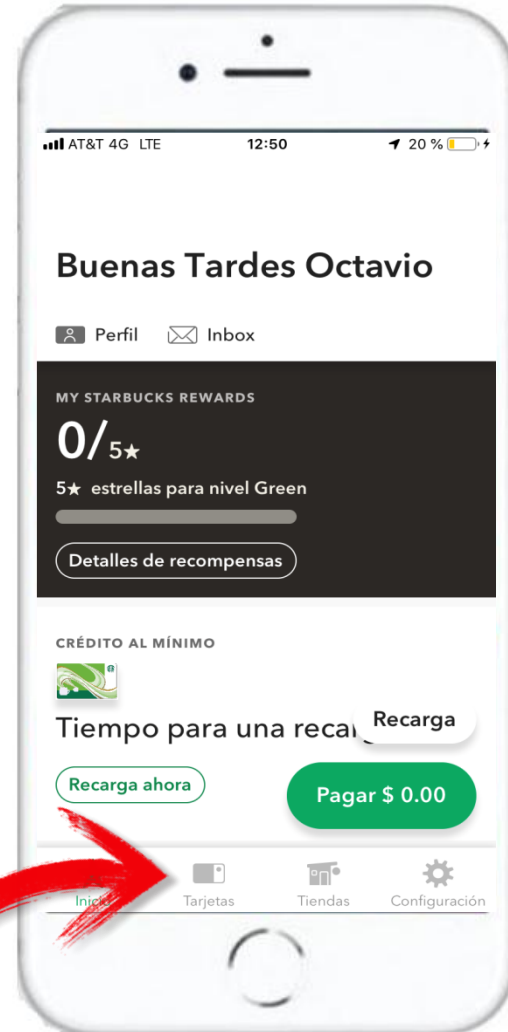 AT&T 4G LTE 12:50 20 %
Buenas Tardes Octavio
Perfil Inbox
MY STARBUCKS REWARDS
0/5★
5★ estrellas para nivel Green
Detalles de recompensas
CRÉDITO AL MÍNIMO
Tiempo para una recar
Recarga
Recarga ahora
Pagar $ 0.00
Inicio Tarjetas Tiendas Configuración